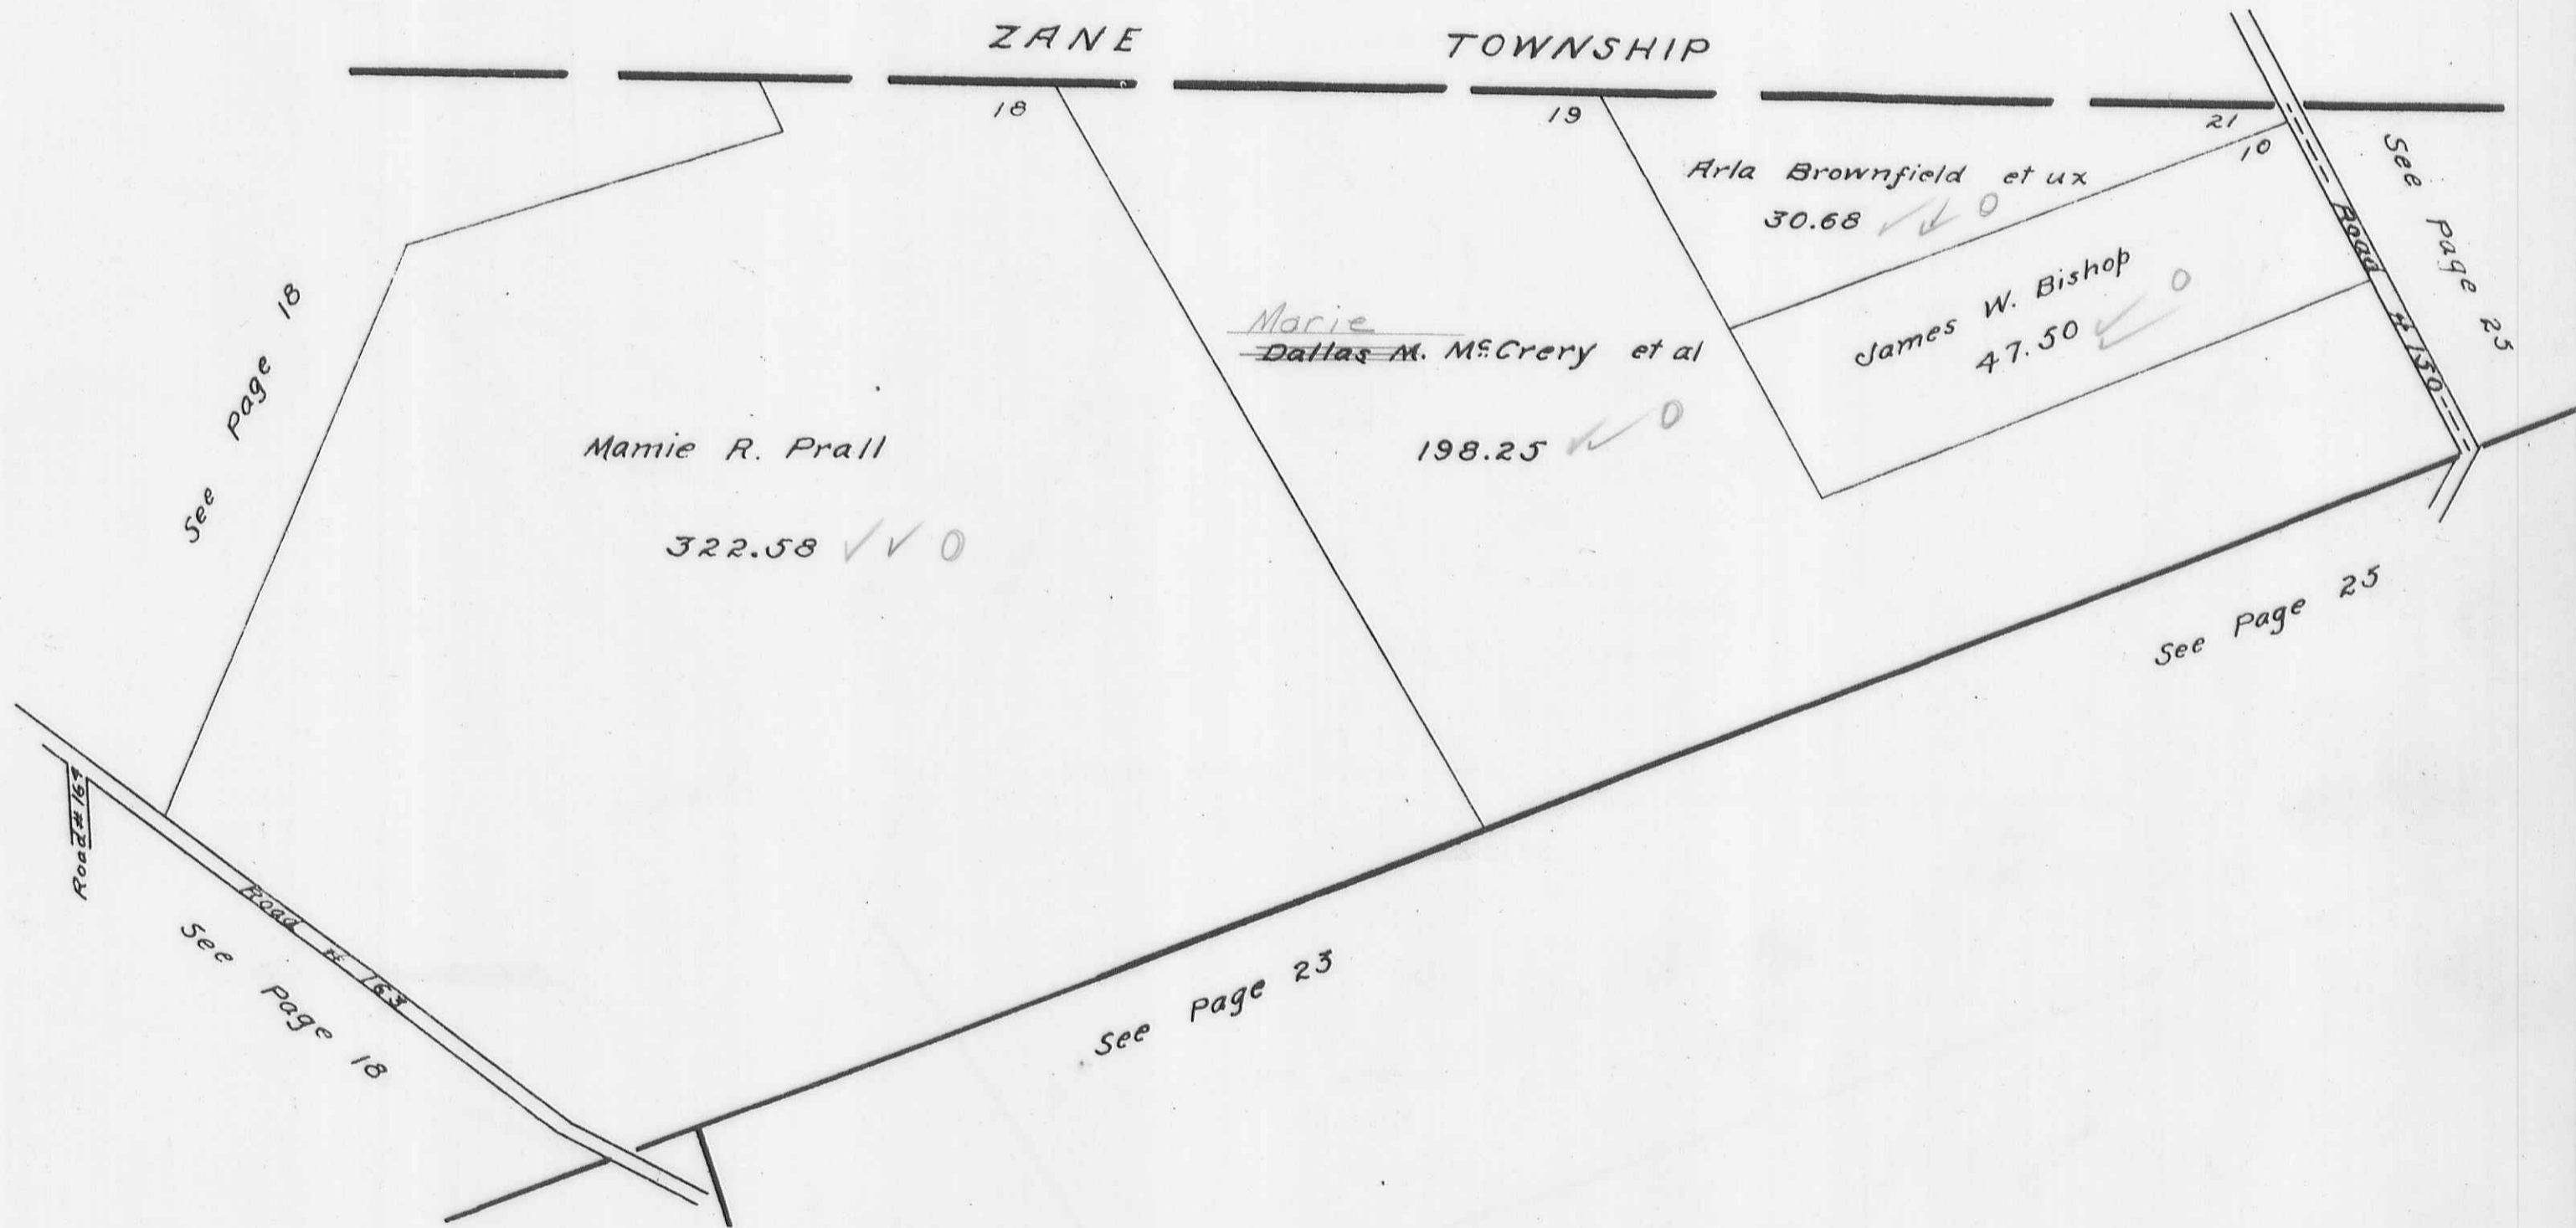 ZANE TOWNSHIP
18
19
21
10
Arla Brownfield et ux
30.68 ✓ ✓ 0
See Page 25
Road # 150
James W. Bishop
47.50 ✓ ✓ 0
Marie
Dallas M. McCrery et al
198.25 ✓ ✓ 0
See Page 18
Mamie R. Prall
322.58 ✓ ✓ 0
See Page 25
Road # 164
Road # 163
See Page 18
See Page 23